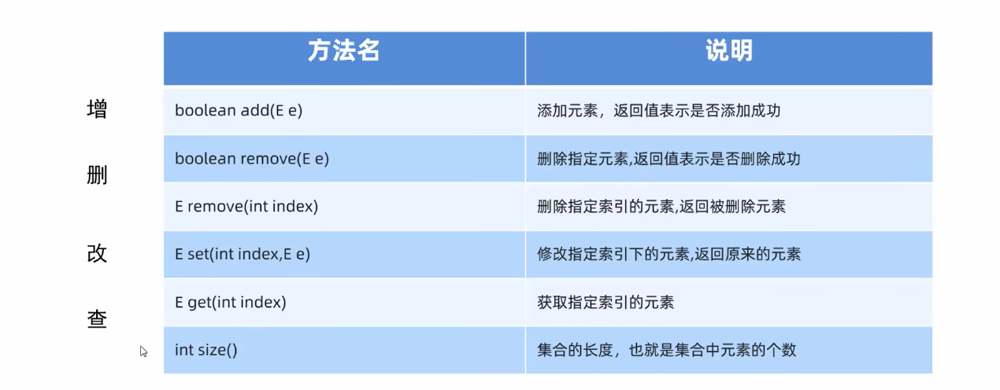 方法名 说明
增
boolean add(E e) 添加元素，返回值表示是否添加成功
删
boolean remove(E e) 删除指定元素,返回值表示是否删除成功
E remove(int index) 删除指定索引的元素,返回被删除元素
改
E set(int index,E e) 修改指定索引下的元素,返回原来的元素
查
E get(int index) 获取指定索引的元素
int size() 集合的长度，也就是集合中元素的个数